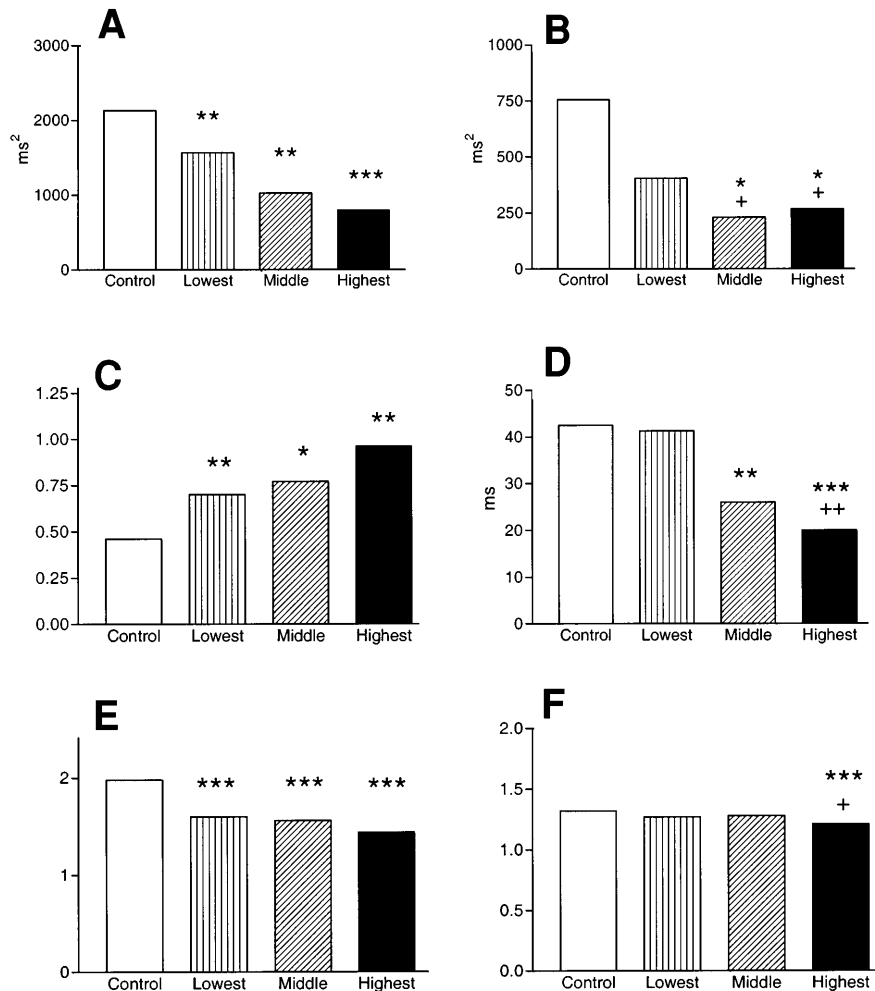 A
3000
2000
1000
0
ms²
**
**
***
Control Lowest Middle Highest
B
1000
750
500
250
0
ms²
*
+
*
+
Control Lowest Middle Highest
C
1.25
1.00
0.75
0.50
0.25
0.00
**
*
**
Control Lowest Middle Highest
D
50
40
30
20
10
0
ms
**
***
++
Control Lowest Middle Highest
E
2
1
0
*** *** ***
Control Lowest Middle Highest
F
2.0
1.5
1.0
0.5
0.0
***
+
Control Lowest Middle Highest